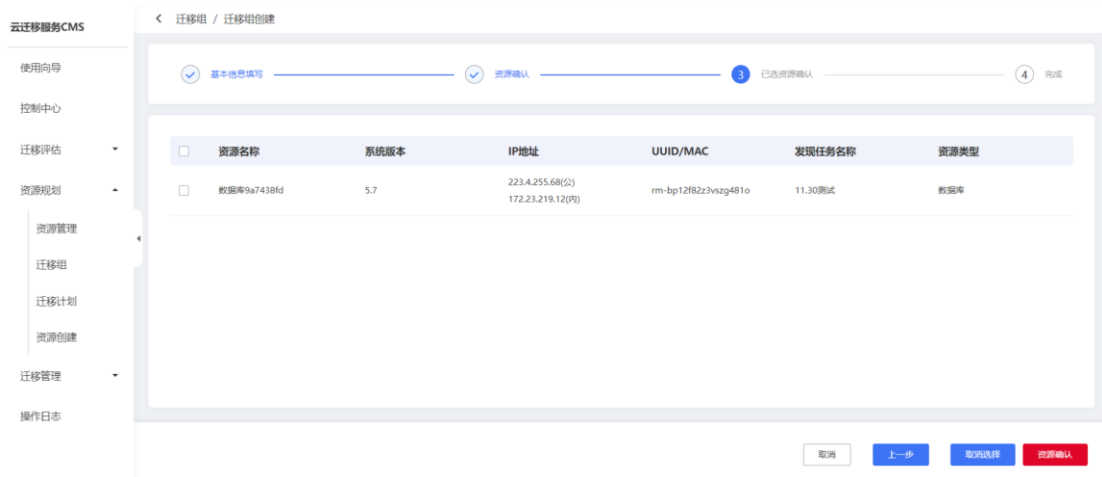 云迁移服务CMS
迁移组 / 迁移组创建
使用向导
控制中心
迁移评估
资源规划
资源管理
迁移组
迁移计划
资源创建
迁移管理
操作日志
基本信息填写
资源确认
3 已选资源确认
4 完成
资源名称 系统版本 IP地址 UUID/MAC 发现任务名称 资源类型
数据库9a7438fd 5.7 223.4.255.68(公) rm-bp12f82z3vszg481o 11.30测试 数据库
172.23.219.12(内)
取消 上一步 取消选择 资源确认